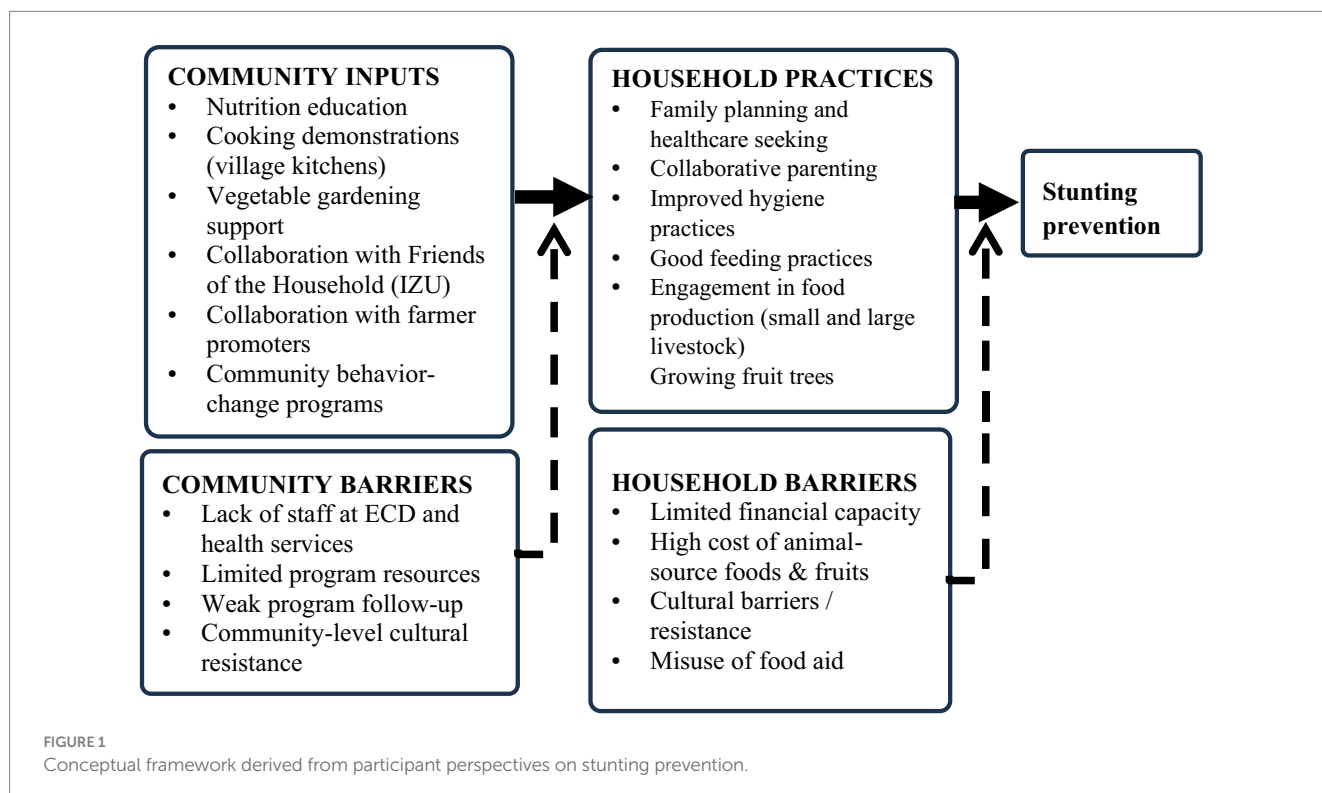 COMMUNITY INPUTS
• Nutrition education
• Cooking demonstrations
(village kitchens)
• Vegetable gardening
support
• Collaboration with Friends
of the Household (IZU)
• Collaboration with farmer
promoters
• Community behavior-
change programs
HOUSEHOLD PRACTICES
• Family planning and
healthcare seeking
• Collaborative parenting
• Improved hygiene
practices
• Good feeding practices
• Engagement in food
production (small and large
livestock)
Growing fruit trees
Stunting
prevention
COMMUNITY BARRIERS
• Lack of staff at ECD and
health services
• Limited program resources
• Weak program follow-up
• Community-level cultural
resistance
HOUSEHOLD BARRIERS
• Limited financial capacity
• High cost of animal-
source foods & fruits
• Cultural barriers /
resistance
• Misuse of food aid
FIGURE 1
Conceptual framework derived from participant perspectives on stunting prevention.